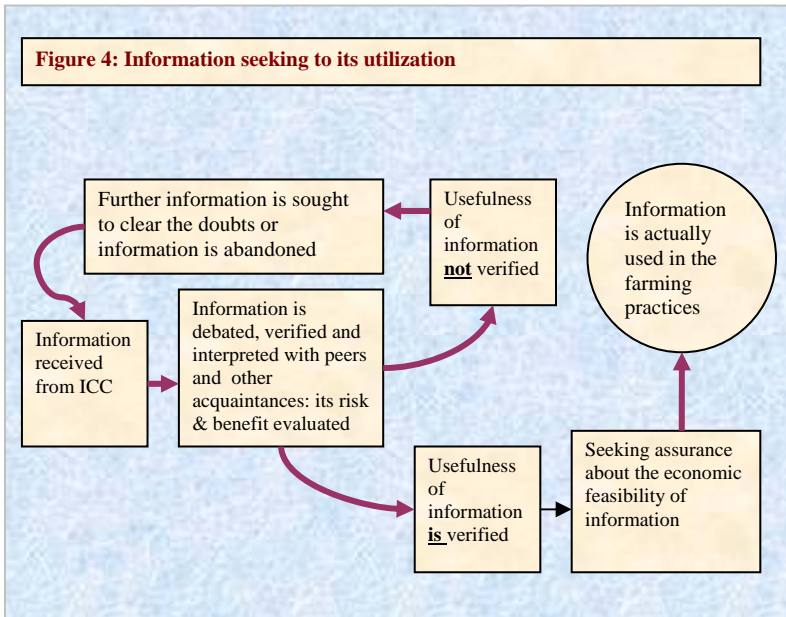 Figure 4: Information seeking to its utilization
Further information is sought
to clear the doubts or
information is abandoned
Usefulness
of
information
not verified
Information
is actually
used in the
farming
practices
Information
received
from ICC
Information is
debated, verified and
interpreted with peers
and other
acquaintances: its risk
& benefit evaluated
Usefulness
of
information
is verified
Seeking assurance
about the economic
feasibility of
information